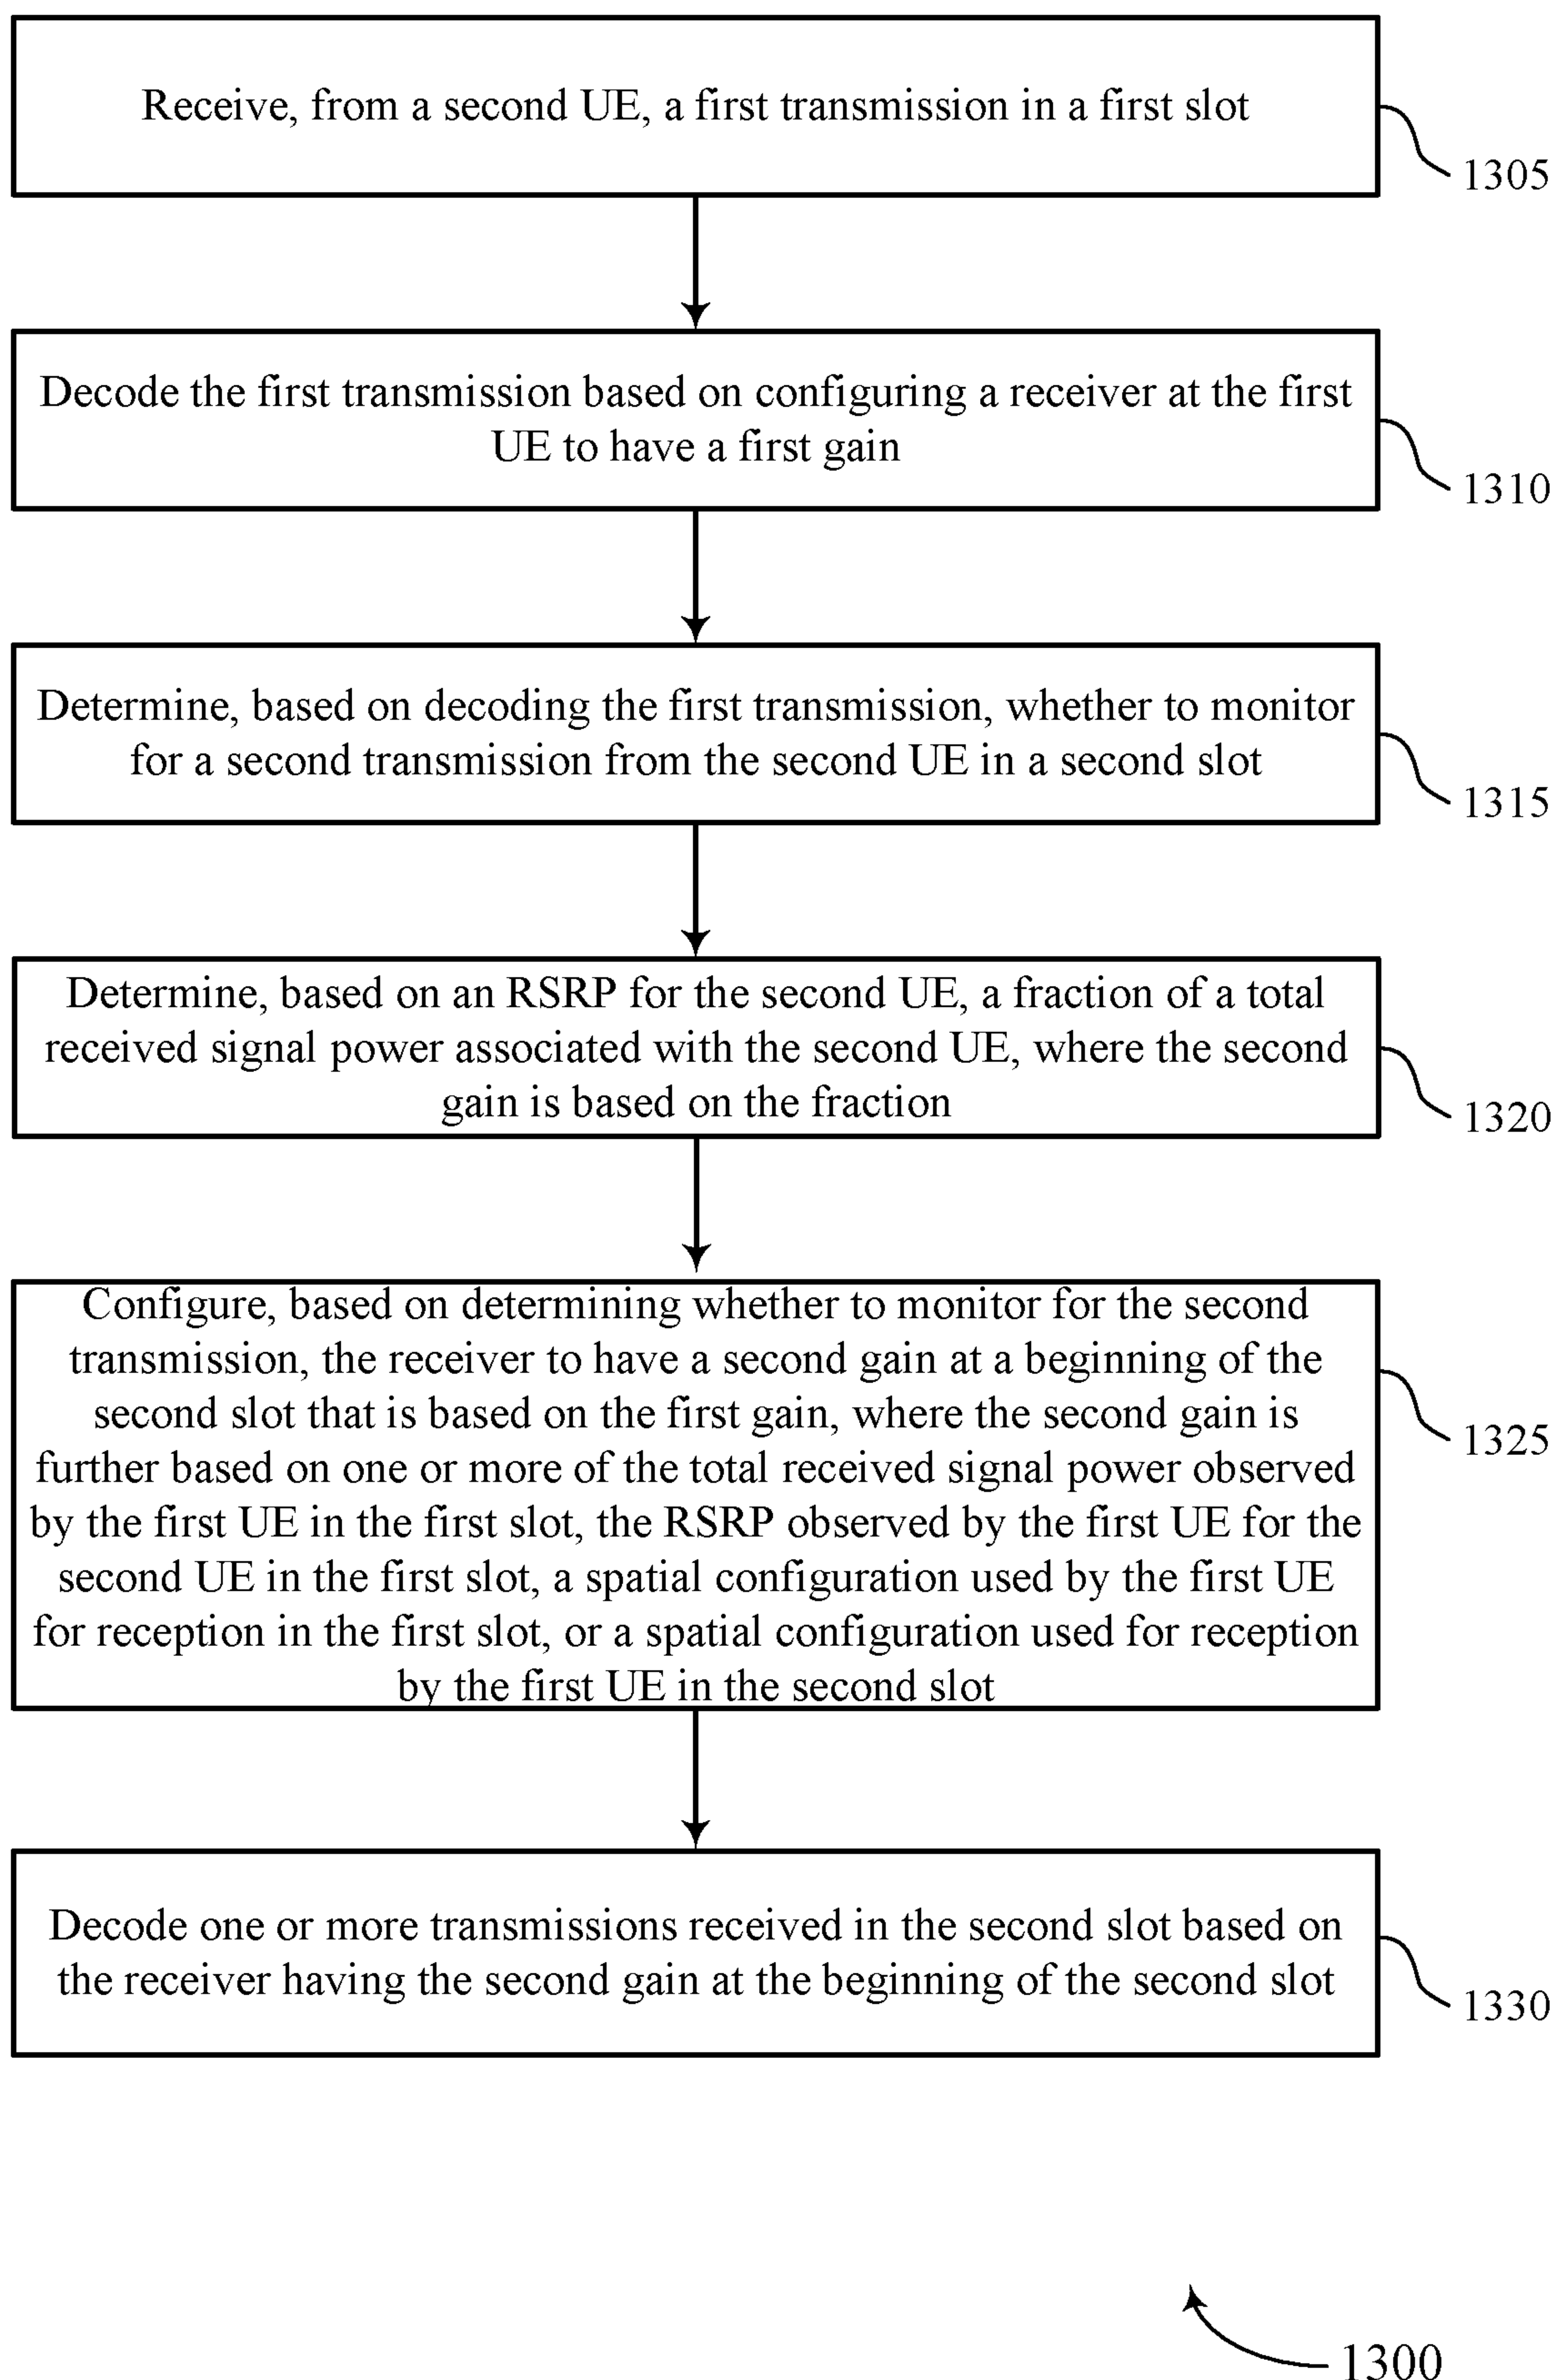 Receive, from a second UE, a first transmission in a first slot
1305
Decode the first transmission based on configuring a receiver at the first
UE to have a first gain
1310
Determine, based on decoding the first transmission, whether to monitor
for a second transmission from the second UE in a second slot
1315
Determine, based on an RSRP for the second UE, a fraction of a total
received signal power associated with the second UE, where the second
gain is based on the fraction
1320
Configure, based on determining whether to monitor for the second
transmission, the receiver to have a second gain at a beginning of the
second slot that is based on the first gain, where the second gain is
further based on one or more of the total received signal power observed
by the first UE in the first slot, the RSRP observed by the first UE for the
second UE in the first slot, a spatial configuration used by the first UE
for reception in the first slot, or a spatial configuration used for reception
by the first UE in the second slot
1325
Decode one or more transmissions received in the second slot based on
the receiver having the second gain at the beginning of the second slot
1330
1300